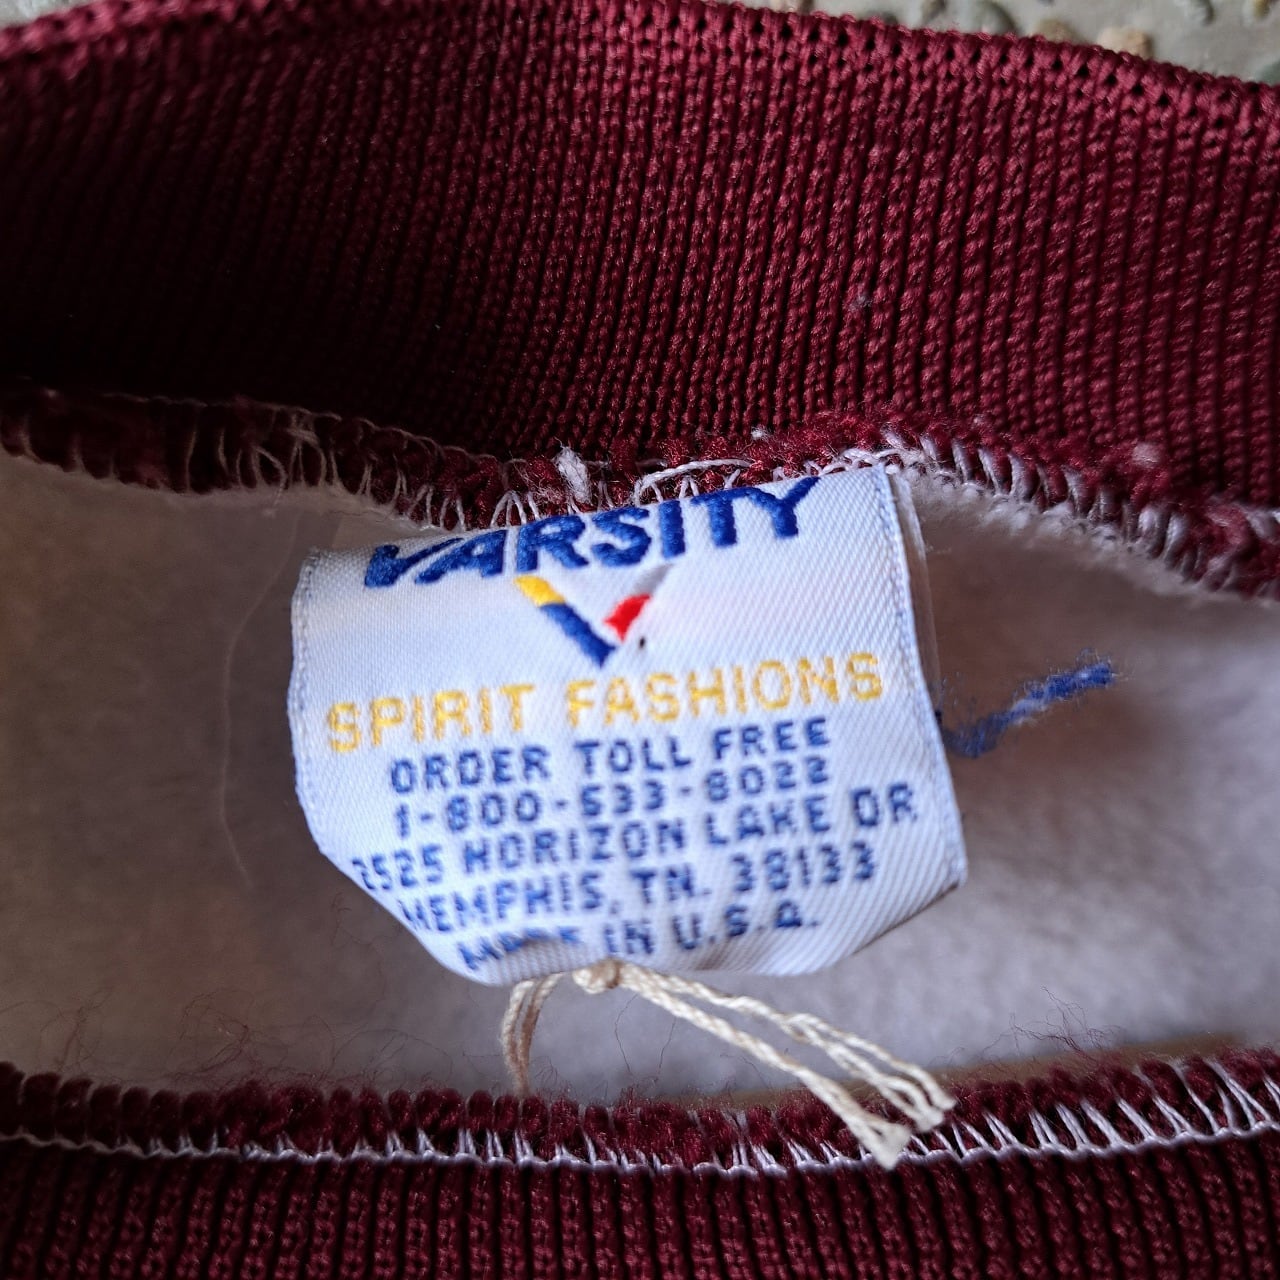 VARSITY
SPIRIT FASHIONS
ORDER TOLL FREE
1-800-533-8022
2525 HORIZON LAKE DR
MEMPHIS, TN. 38133
MADE IN U.S.A.